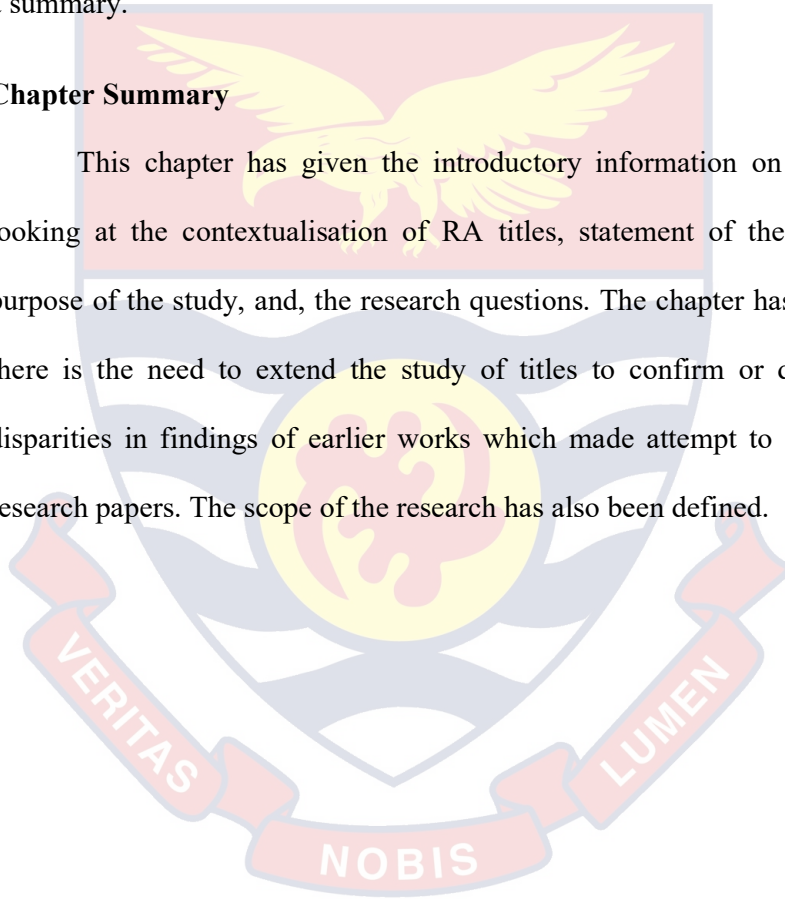 summary.
Chapter Summary
This chapter has given the introductory information on
looking at the contextualisation of RA titles, statement of the
purpose of the study, and, the research questions. The chapter has
there is the need to extend the study of titles to confirm or
disparities in findings of earlier works which made attempt to
research papers. The scope of the research has also been defined.
VERITAS
NOBIS
LUMEN